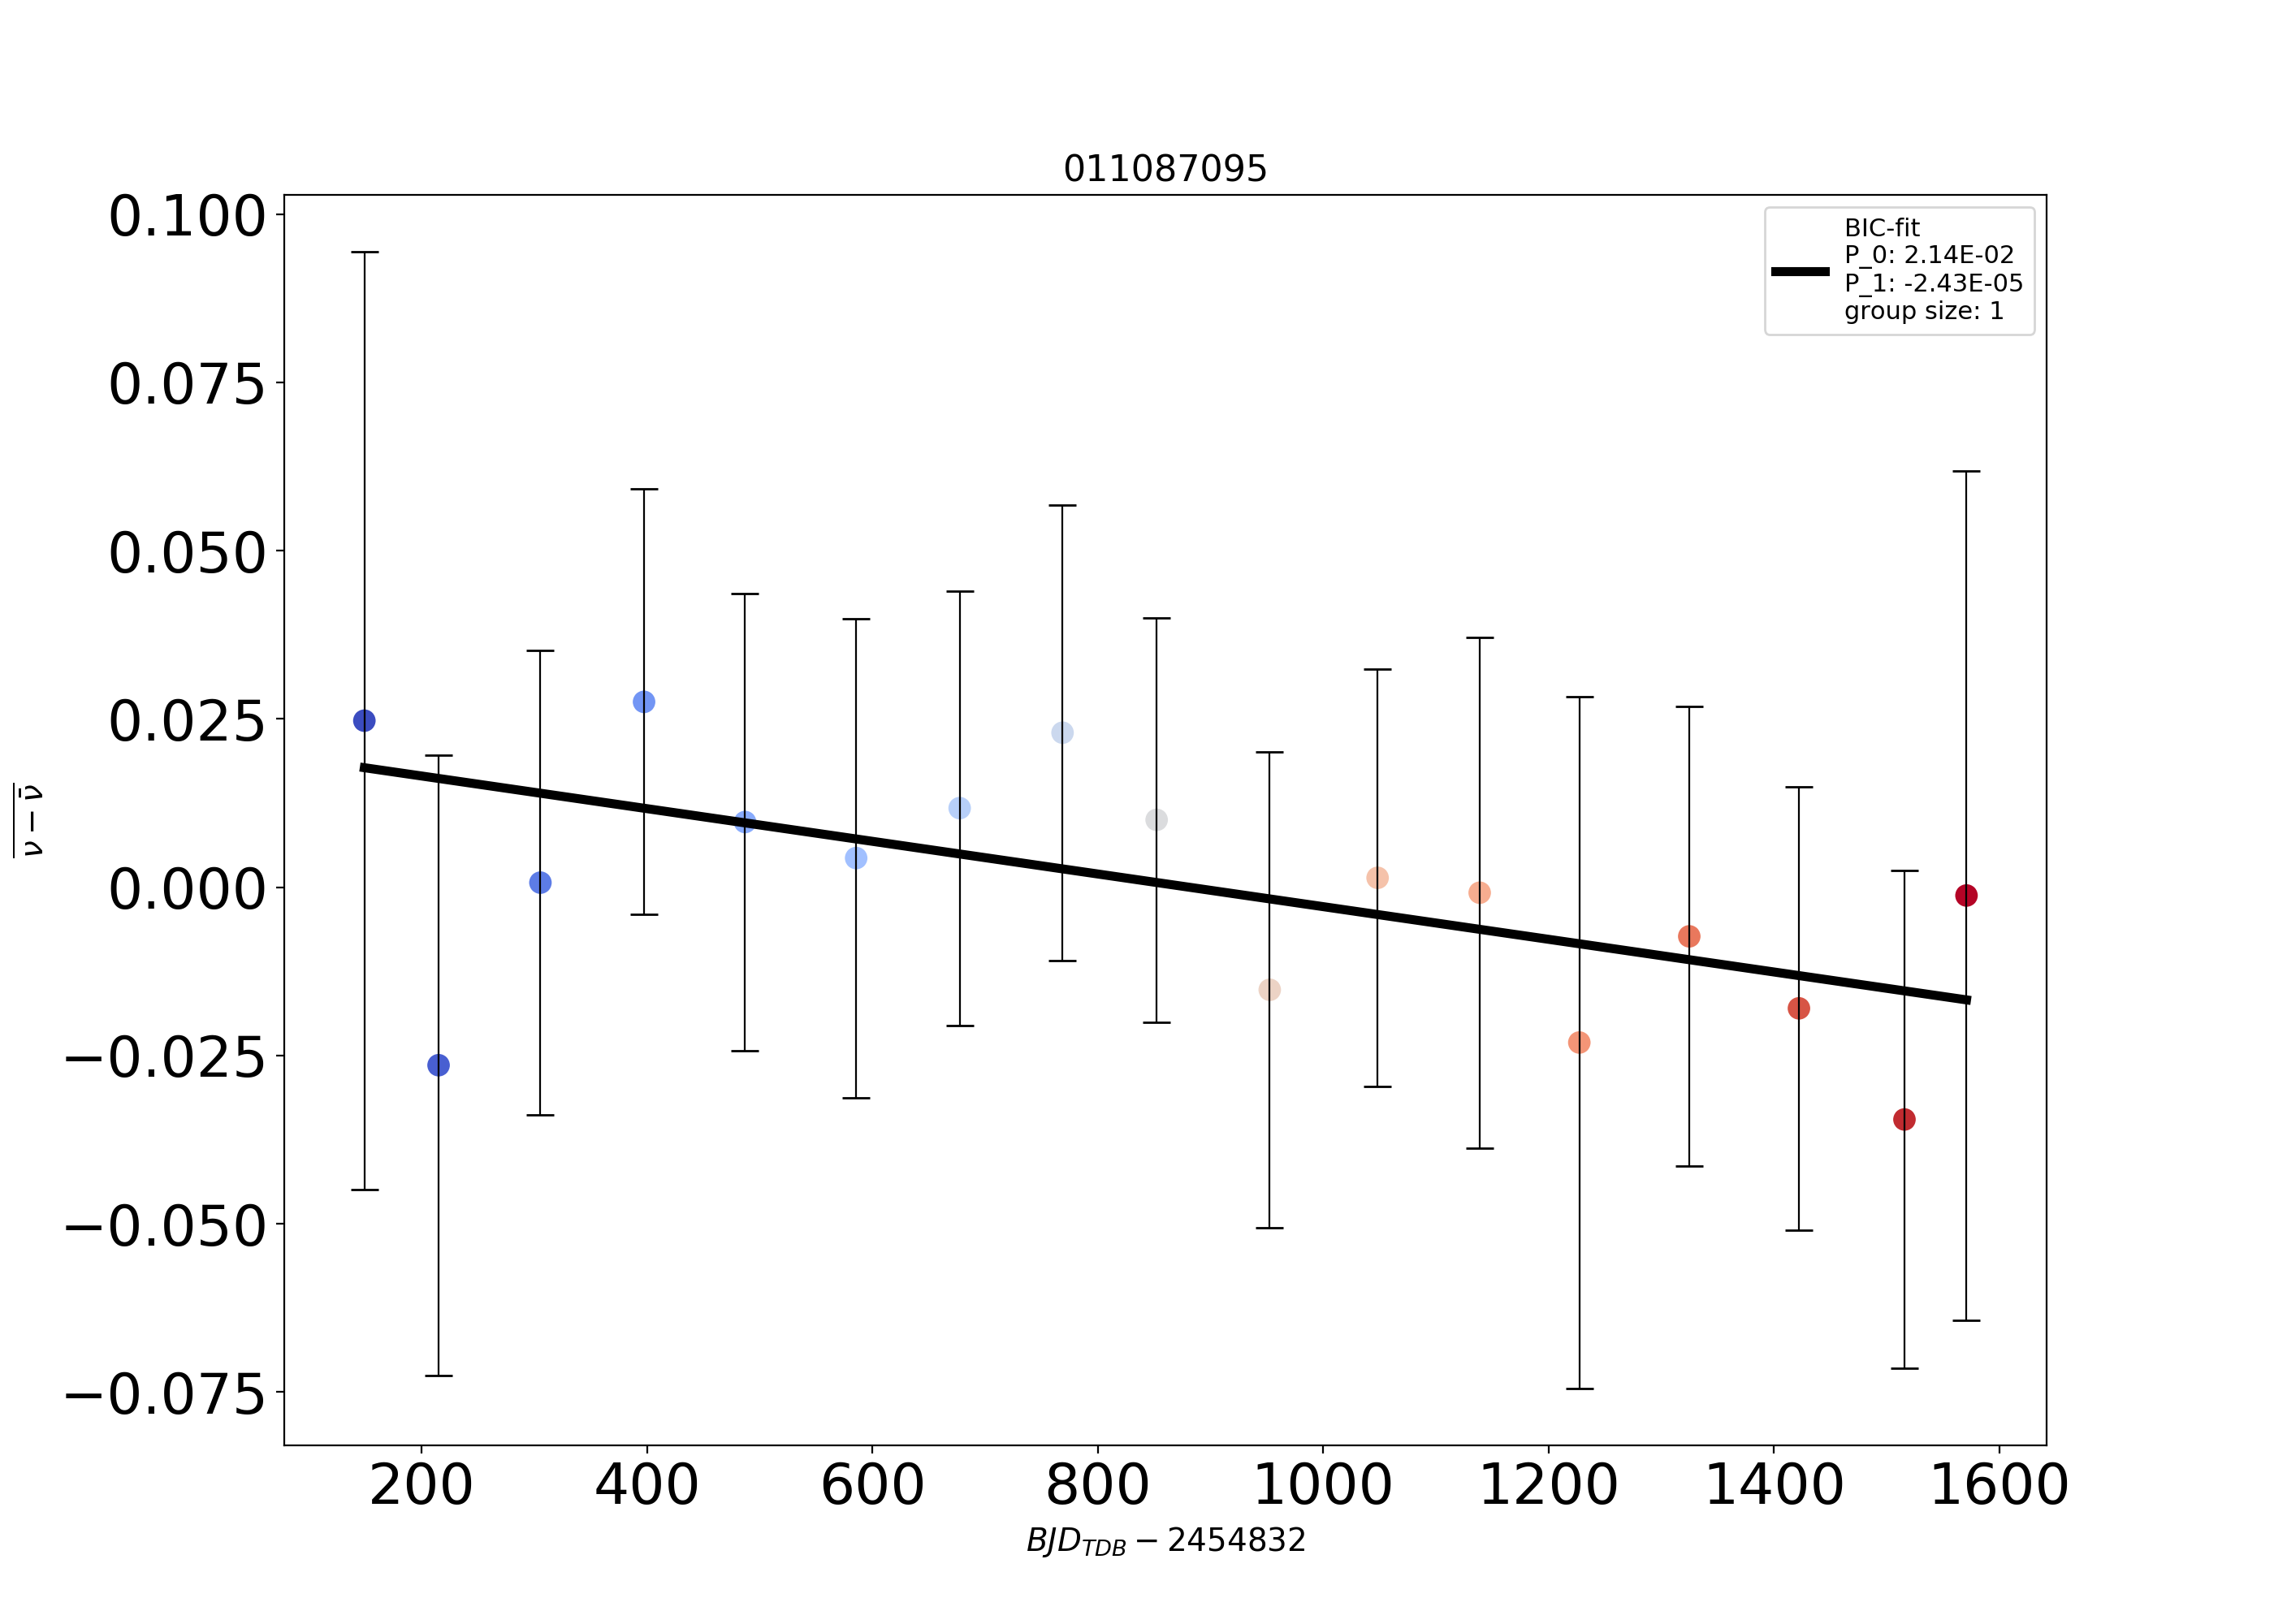 011087095
0.100
0.075
0.050
0.025
0.000
−0.025
−0.050
−0.075
BIC-fit
P_0: 2.14E-02
P_1: -2.43E-05
group size: 1
ν − ν̄
200 400 600 800 1000 1200 1400 1600
BJD_TDB − 2454832